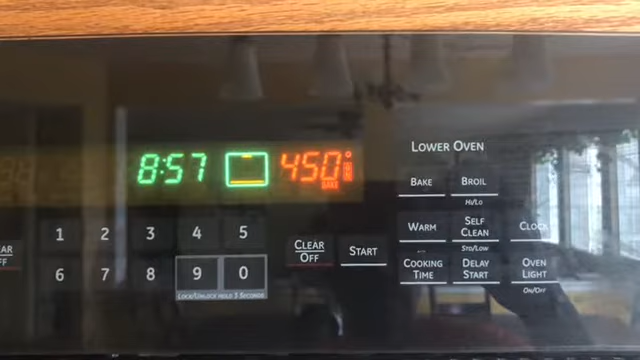 8:57 450°
BAKE
LOWER OVEN
BAKE BROIL
Hi/Lo
1 2 3 4 5
WARM SELF CLEAN CLOCK
Std/Low
CLEAR OFF START
6 7 8 9 0
COOKING TIME DELAY START OVEN LIGHT
On/Off
LOCK/UNLOCK HOLD 3 SECONDS